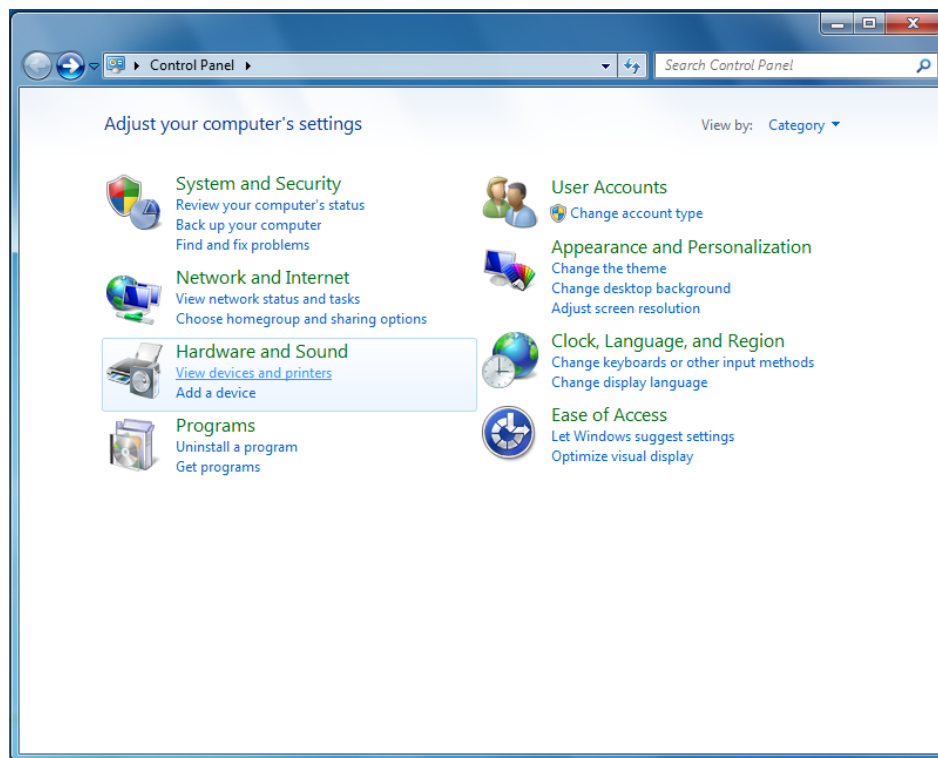 Control Panel
Search Control Panel
Adjust your computer's settings
View by: Category
System and Security
Review your computer's status
Back up your computer
Find and fix problems
Network and Internet
View network status and tasks
Choose homegroup and sharing options
Hardware and Sound
View devices and printers
Add a device
Programs
Uninstall a program
Get programs
User Accounts
Change account type
Appearance and Personalization
Change the theme
Change desktop background
Adjust screen resolution
Clock, Language, and Region
Change keyboards or other input methods
Change display language
Ease of Access
Let Windows suggest settings
Optimize visual display